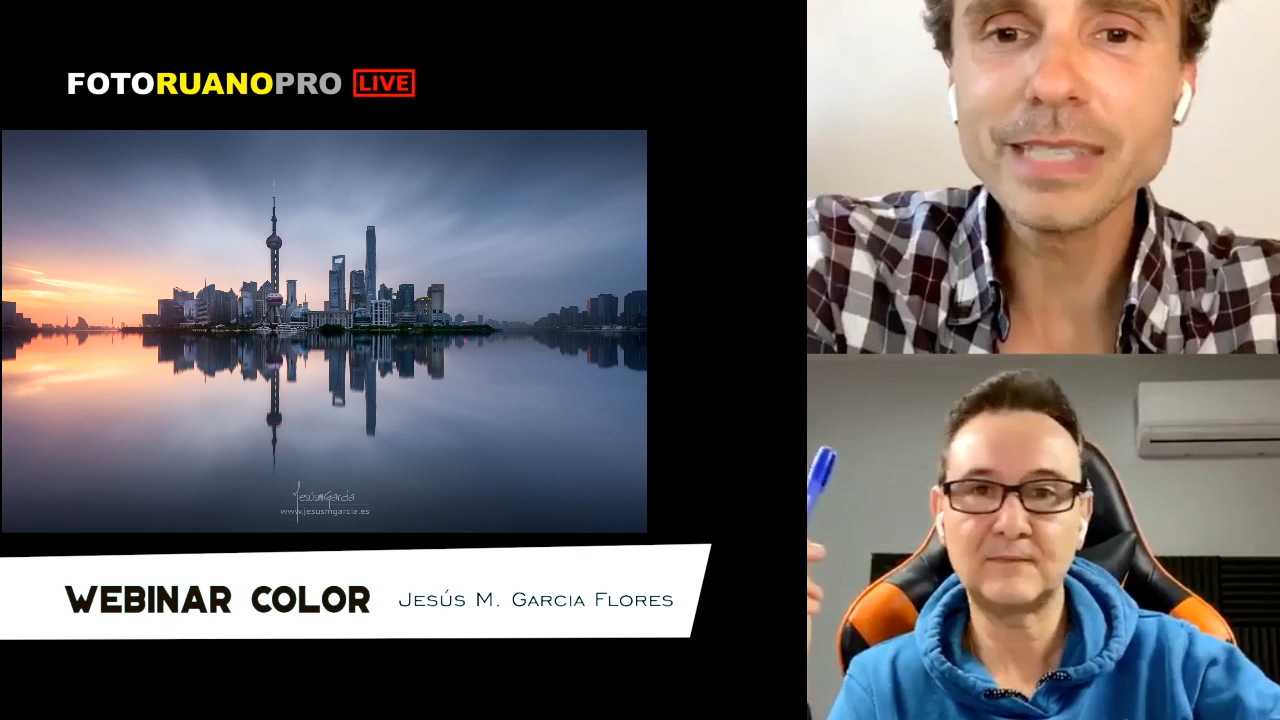 FOTORUANOPRO LIVE
JesúsmGarcía
www.jesusmgarcia.es
WEBINAR COLOR JESÚS M. GARCIA FLORES